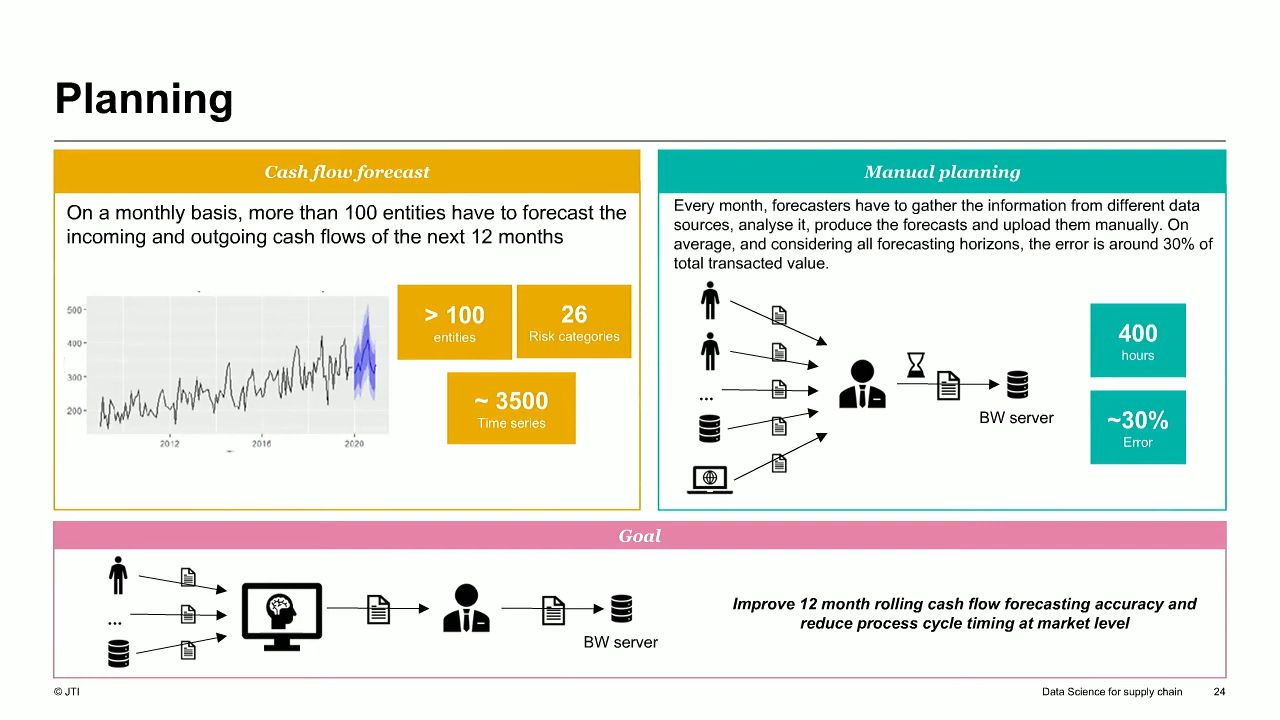 Planning
Cash flow forecast
On a monthly basis, more than 100 entities have to forecast the
incoming and outgoing cash flows of the next 12 months
500
400
300
200
2012
2016
2020
> 100
entities
26
Risk categories
~ 3500
Time series
Manual planning
Every month, forecasters have to gather the information from different data
sources, analyse it, produce the forecasts and upload them manually. On
average, and considering all forecasting horizons, the error is around 30% of
total transacted value.
...
BW server
400
hours
~30%
Error
Goal
...
BW server
Improve 12 month rolling cash flow forecasting accuracy and
reduce process cycle timing at market level
© JTI
Data Science for supply chain
24